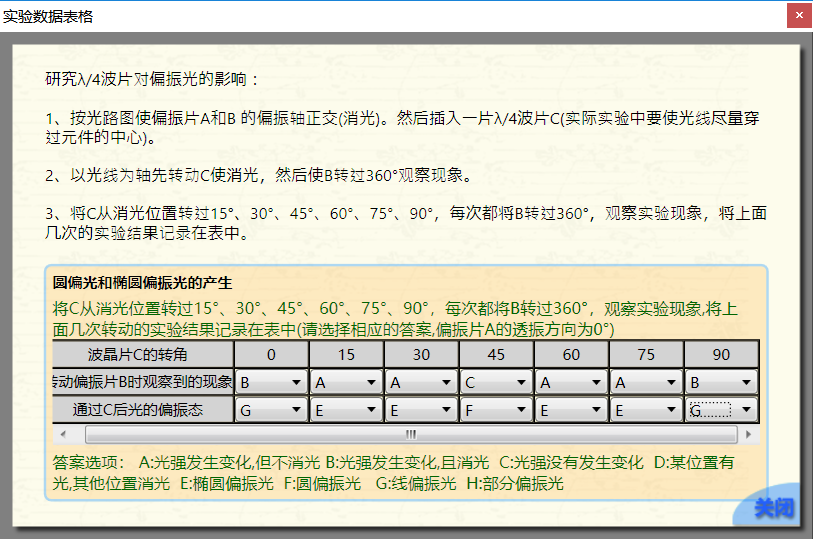 实验数据表格
研究λ/4波片对偏振光的影响：
1、按光路图使偏振片A和B 的偏振轴正交(消光)。然后插入一片λ/4波片C(实际实验中要使光线尽量穿
过元件的中心)。
2、以光线为轴先转动C使消光，然后使B转过360°观察现象。
3、将C从消光位置转过15°、30°、45°、60°、75°、90°，每次都将B转过360°，观察实验现象，将上面
几次的实验结果记录在表中。
圆偏光和椭圆偏振光的产生
将C从消光位置转过15°、30°、45°、60°、75°、90°，每次都将B转过360°，观察实验现象,将上
面几次转动的实验结果记录在表中(请选择相应的答案,偏振片A的透振方向为0°)
波晶片C的转角 0 15 30 45 60 75 90
转动偏振片B时观察到的现象 B A A C A A B
通过C后光的偏振态 G E E F E E G
答案选项： A:光强发生变化,但不消光 B:光强发生变化,且消光 C:光强没有发生变化 D:某位置有
光,其他位置消光 E:椭圆偏振光 F:圆偏振光 G:线偏振光 H:部分偏振光
关闭